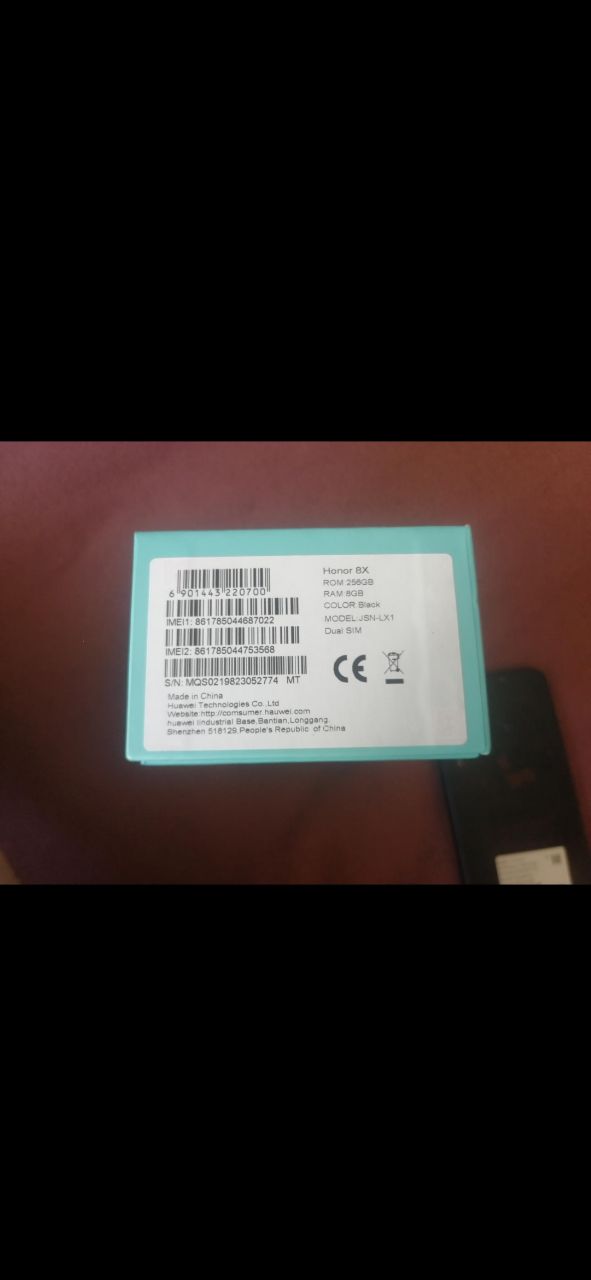 6 901443 220700
IMEI1: 861785044687022
IMEI2: 861785044753568
S/N: MQS0219823052774 MT
Made in China
Huawei Technologies Co.,Ltd
Website:http://comsumer.hauwei.com
huawei Iindustrial Base,Bantian,Longgang,
Shenzhen 518129,People's Republic of China
Honor 8X
ROM:256GB
RAM:8GB
COLOR:Black
MODEL:JSN-LX1
Dual SIM
CE